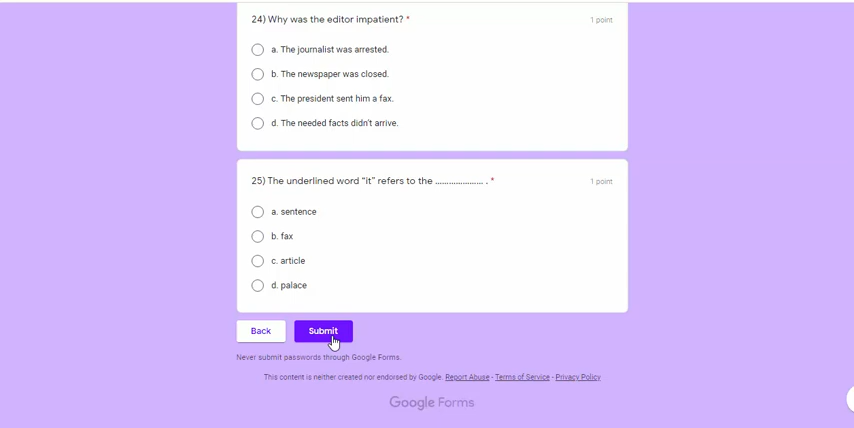 24) Why was the editor impatient? *
1 point
a. The journalist was arrested.
b. The newspaper was closed.
c. The president sent him a fax.
d. The needed facts didn't arrive.
25) The underlined word “it” refers to the ..................... . *
1 point
a. sentence
b. fax
c. article
d. palace
Back
Submit
Never submit passwords through Google Forms.
This content is neither created nor endorsed by Google. Report Abuse - Terms of Service - Privacy Policy
Google Forms